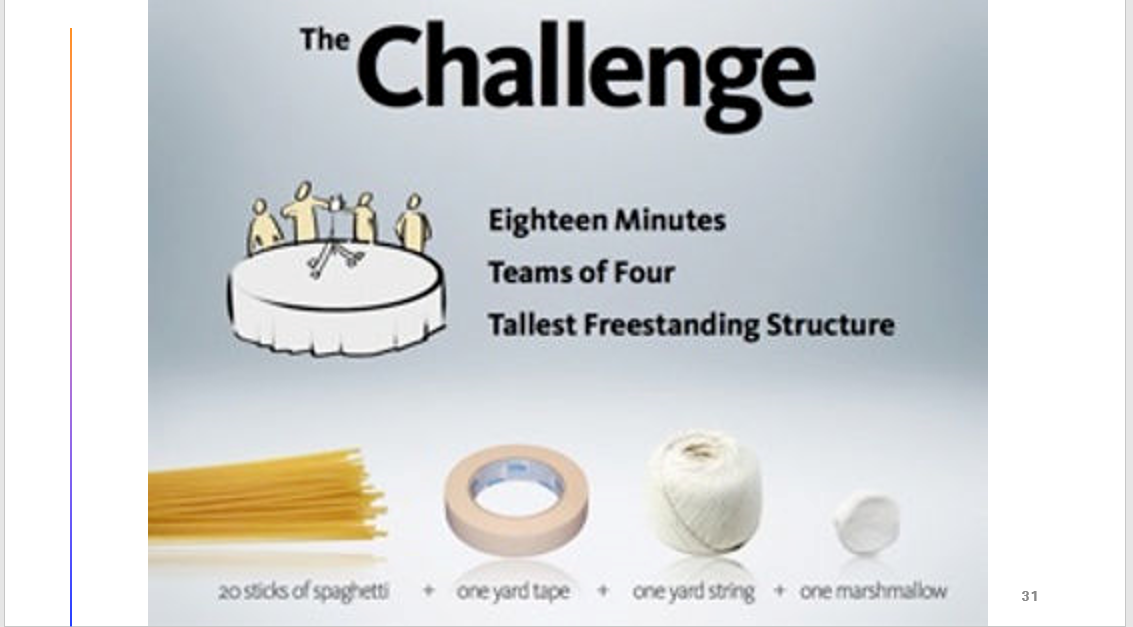 The Challenge
Eighteen Minutes
Teams of Four
Tallest Freestanding Structure
20 sticks of spaghetti + one yard tape + one yard string + one marshmallow
31